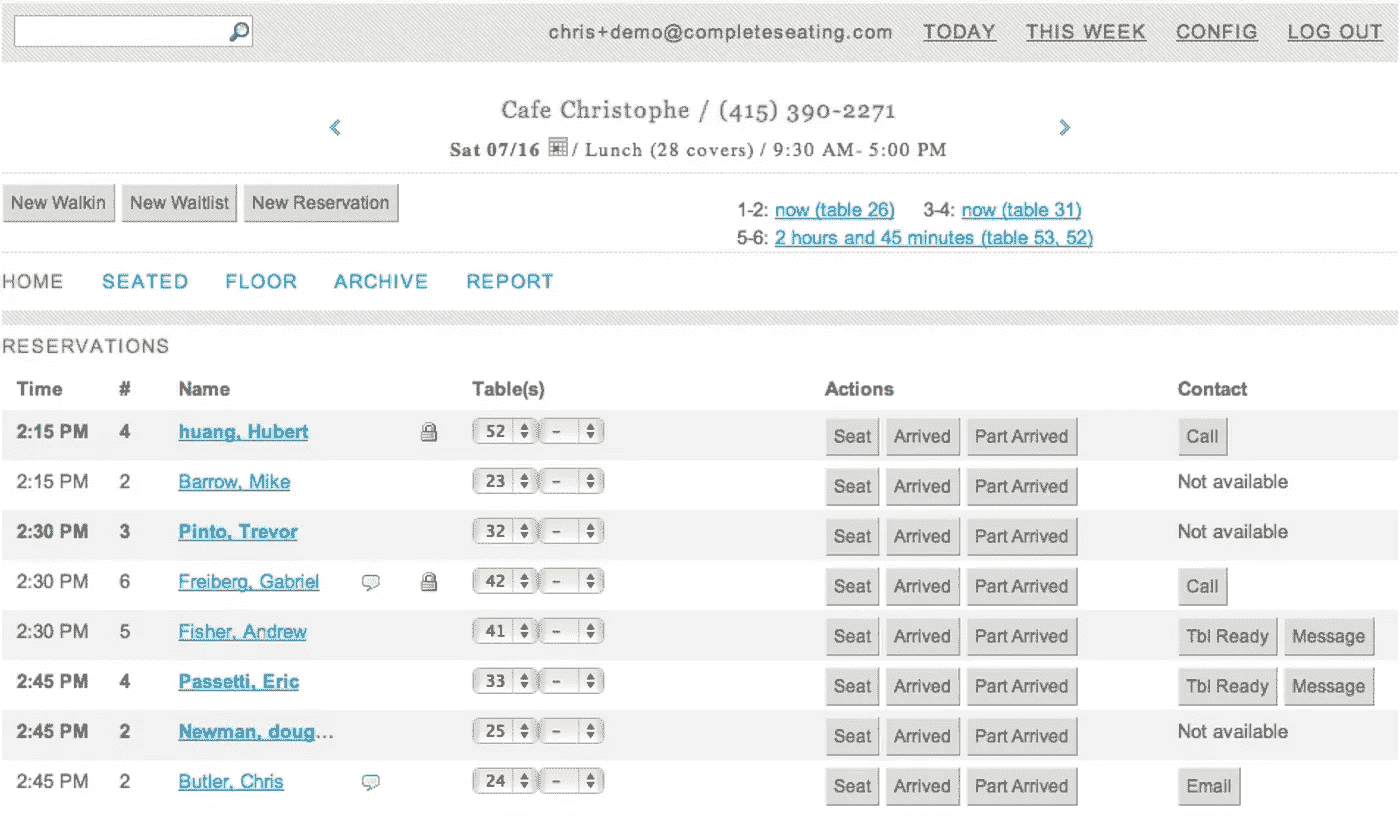 chris+demo@completeseating.com TODAY THIS WEEK CONFIG LOG OUT
Cafe Christophe / (415) 390-2271
Sat 07/16 / Lunch (28 covers) / 9:30 AM- 5:00 PM
New Walkin New Waitlist New Reservation
1-2: now (table 26) 3-4: now (table 31)
5-6: 2 hours and 45 minutes (table 53, 52)
HOME SEATED FLOOR ARCHIVE REPORT
RESERVATIONS
Time # Name Table(s) Actions Contact
2:15 PM 4 huang, Hubert 52 - Seat Arrived Part Arrived Call
2:15 PM 2 Barrow, Mike 23 - Seat Arrived Part Arrived Not available
2:30 PM 3 Pinto, Trevor 32 - Seat Arrived Part Arrived Not available
2:30 PM 6 Freiberg, Gabriel 42 - Seat Arrived Part Arrived Call
2:30 PM 5 Fisher, Andrew 41 - Seat Arrived Part Arrived Tbl Ready Message
2:45 PM 4 Passetti, Eric 33 - Seat Arrived Part Arrived Tbl Ready Message
2:45 PM 2 Newman, doug... 25 - Seat Arrived Part Arrived Not available
2:45 PM 2 Butler, Chris 24 - Seat Arrived Part Arrived Email